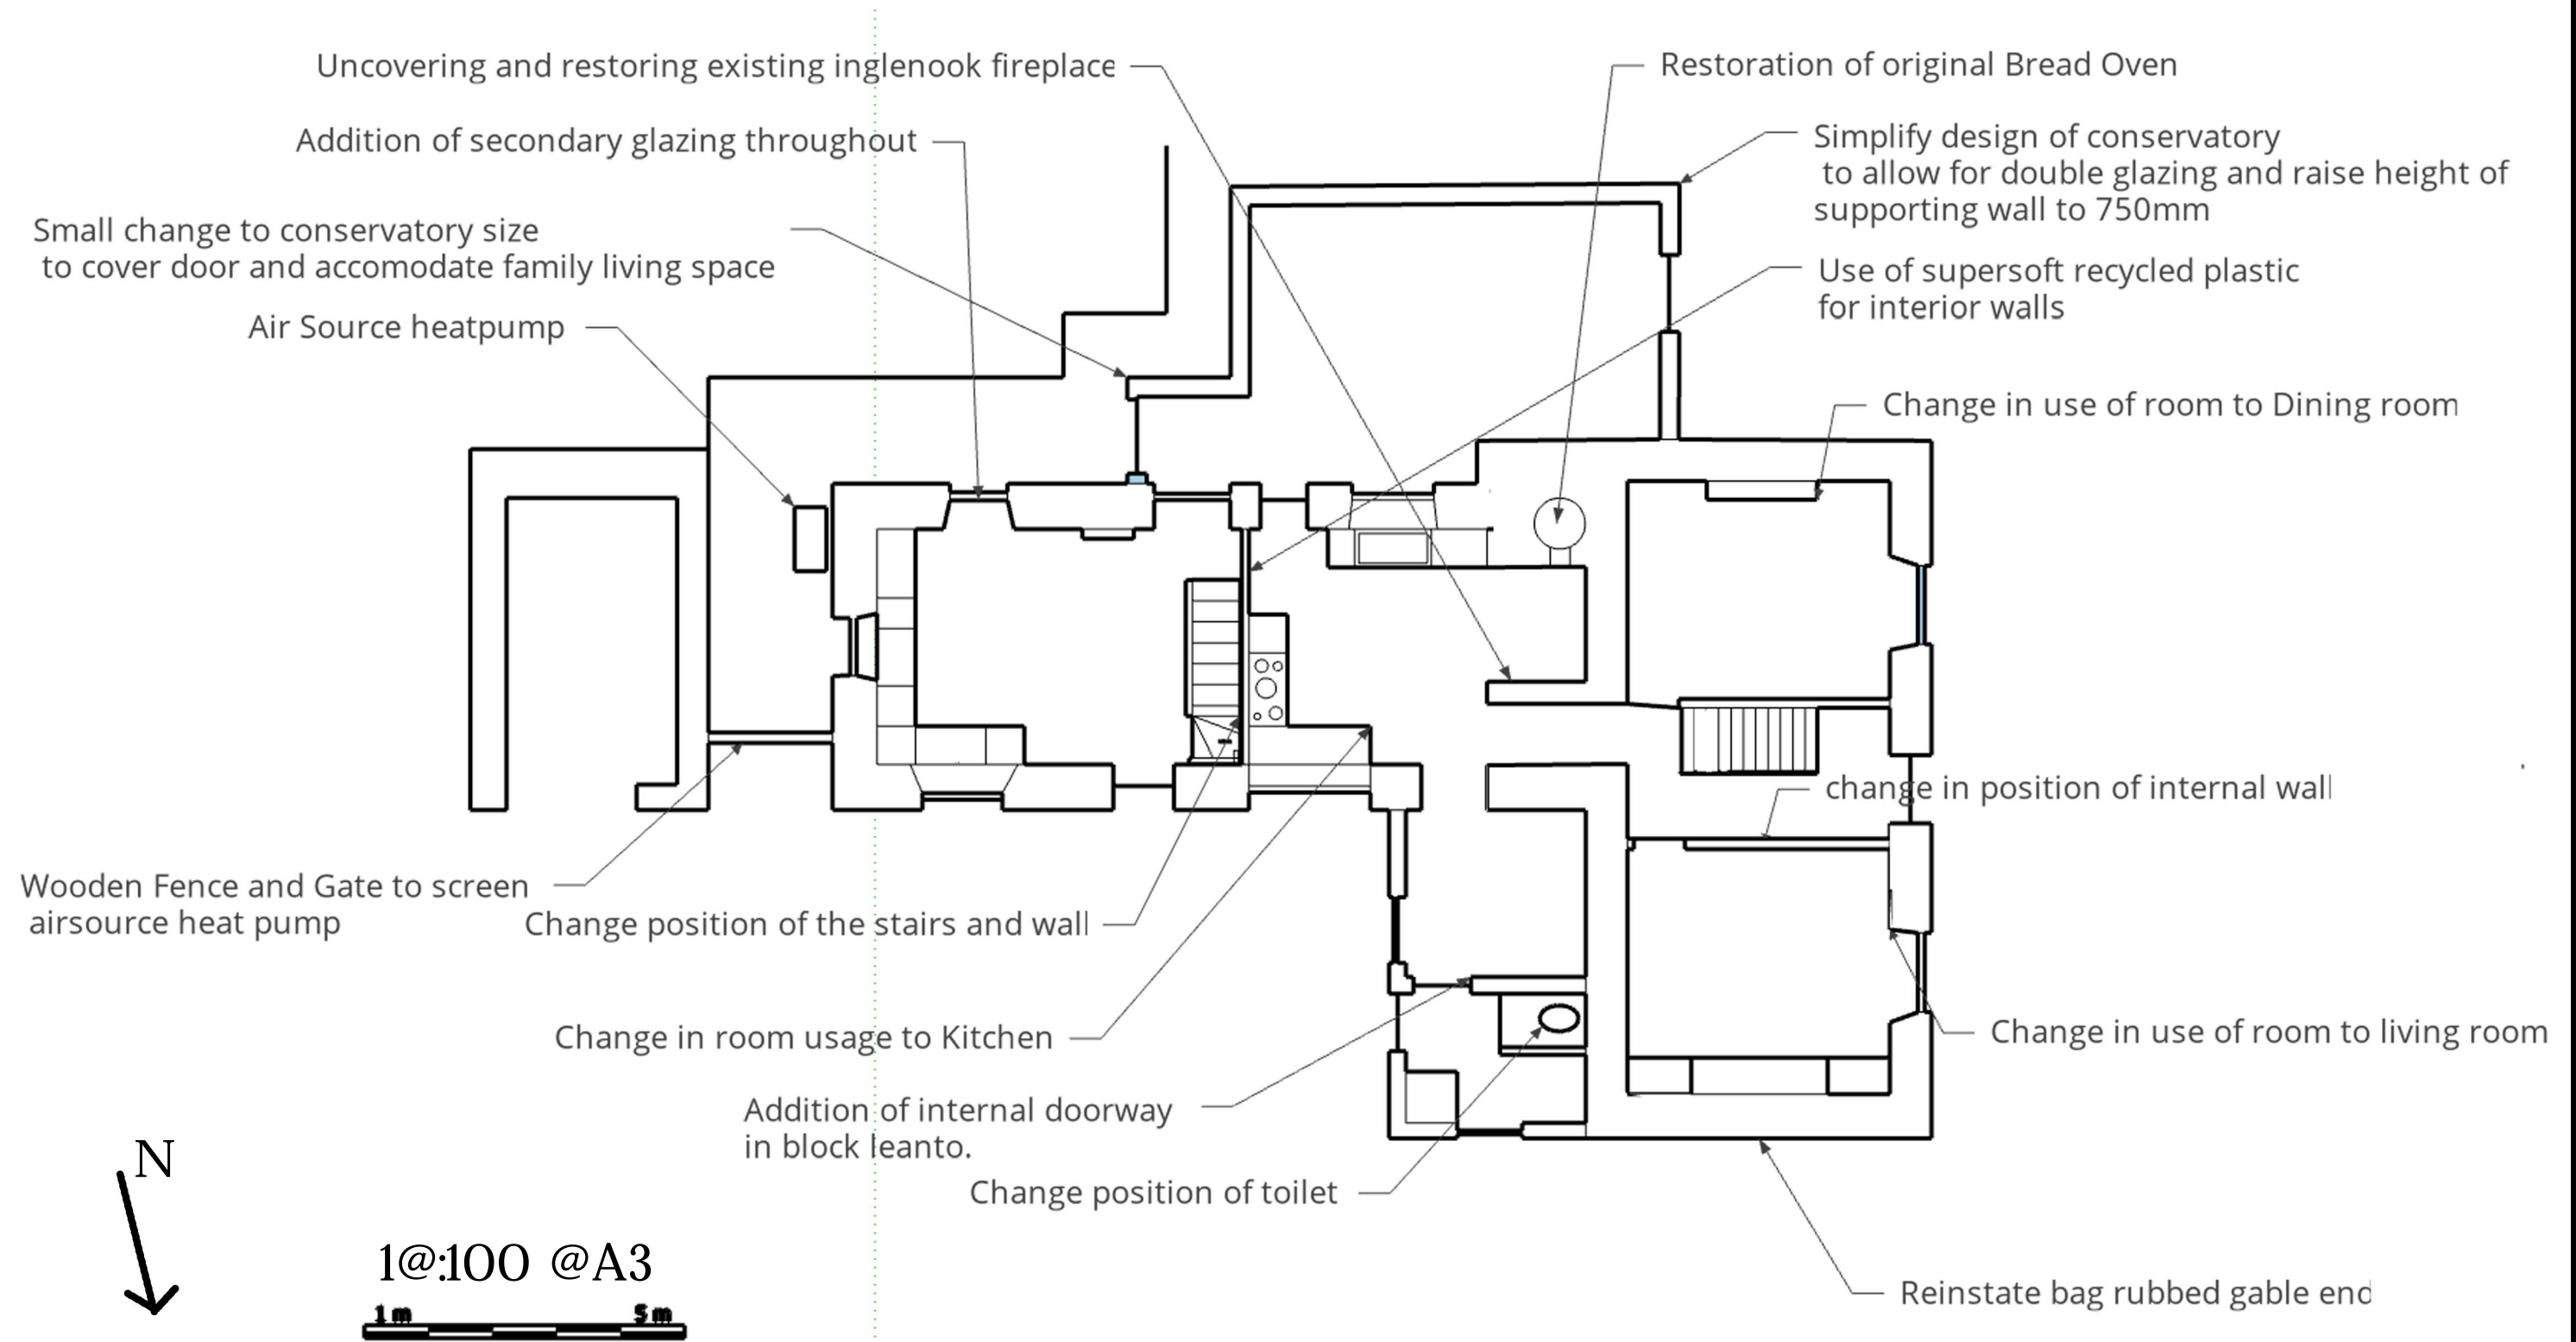 Uncovering and restoring existing inglenook fireplace
Restoration of original Bread Oven
Addition of secondary glazing throughout
Simplify design of conservatory
to allow for double glazing and raise height of
supporting wall to 750mm
Small change to conservatory size
to cover door and accomodate family living space
Use of supersoft recycled plastic
for interior walls
Air Source heatpump
Change in use of room to Dining room
change in position of internal wall
Wooden Fence and Gate to screen
airsource heat pump
Change position of the stairs and wall
Change in room usage to Kitchen
Change in use of room to living room
Addition of internal doorway
in block leanto.
Change position of toilet
N
1@:100 @A3
1 m 5 m
Reinstate bag rubbed gable end